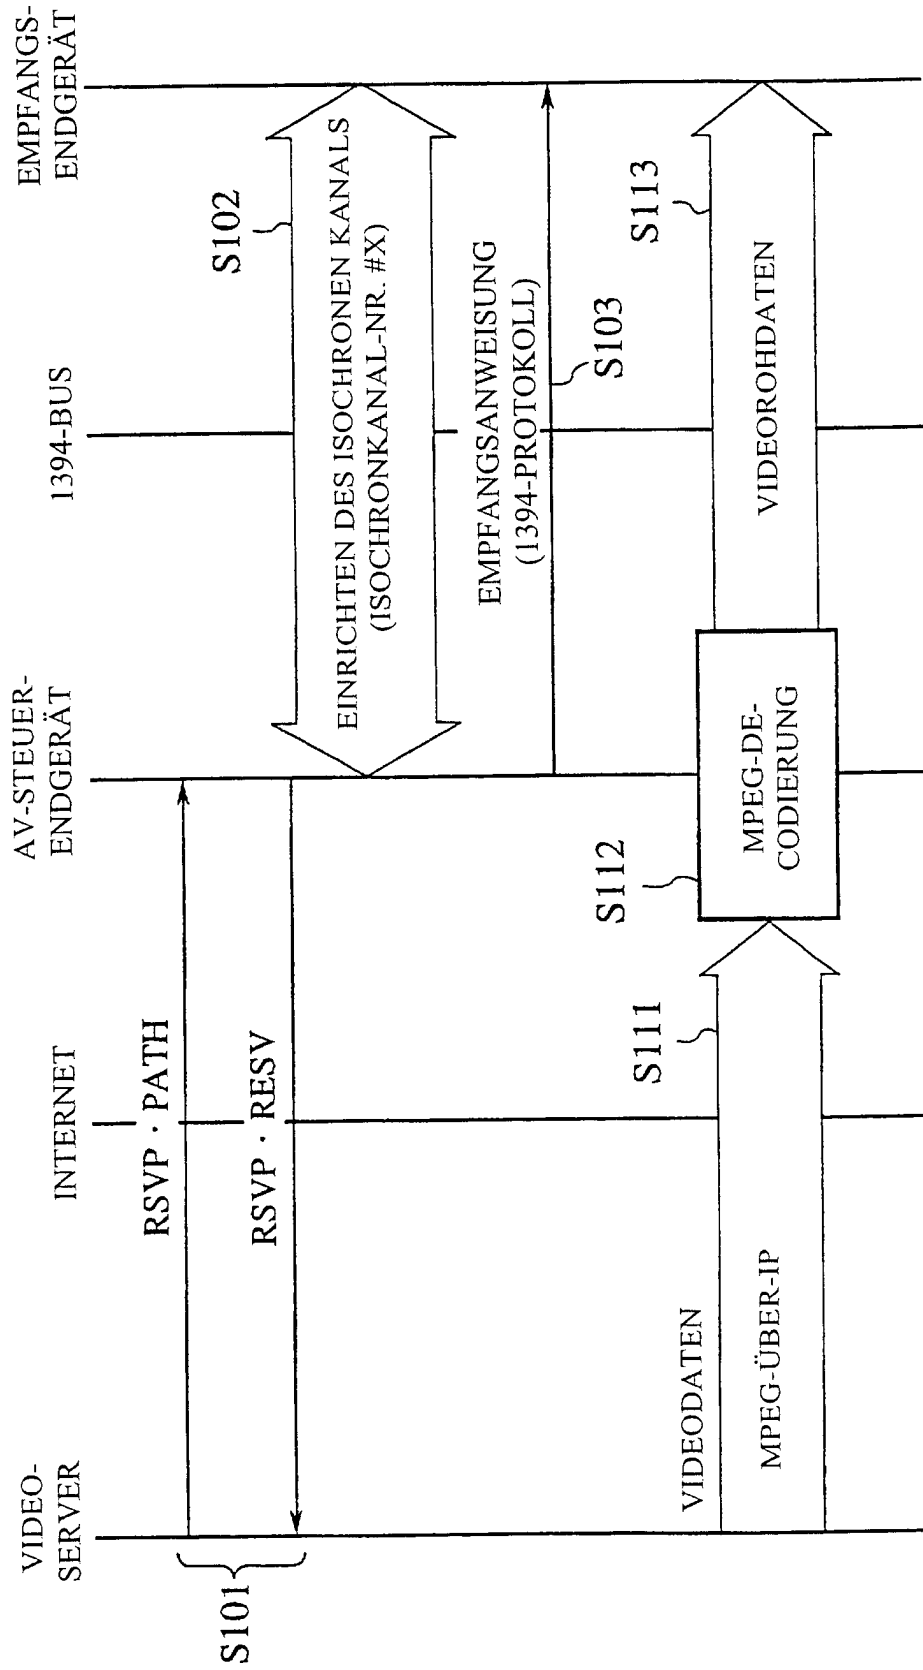 VIDEO-
SERVER
INTERNET
AV-STEUER-
ENDGERÄT
1394-BUS
EMPFANGS-
ENDGERÄT
S101
RSVP · PATH
RSVP · RESV
S102
EINRICHTEN DES ISOCHRONEN KANALS
(ISOCHRONKANAL-NR. #X)
EMPFANGSANWEISUNG
(1394-PROTOKOLL)
S103
VIDEODATEN
MPEG-ÜBER-IP
S111
S112
MPEG-DE-
CODIERUNG
S113
VIDEOROHDATEN